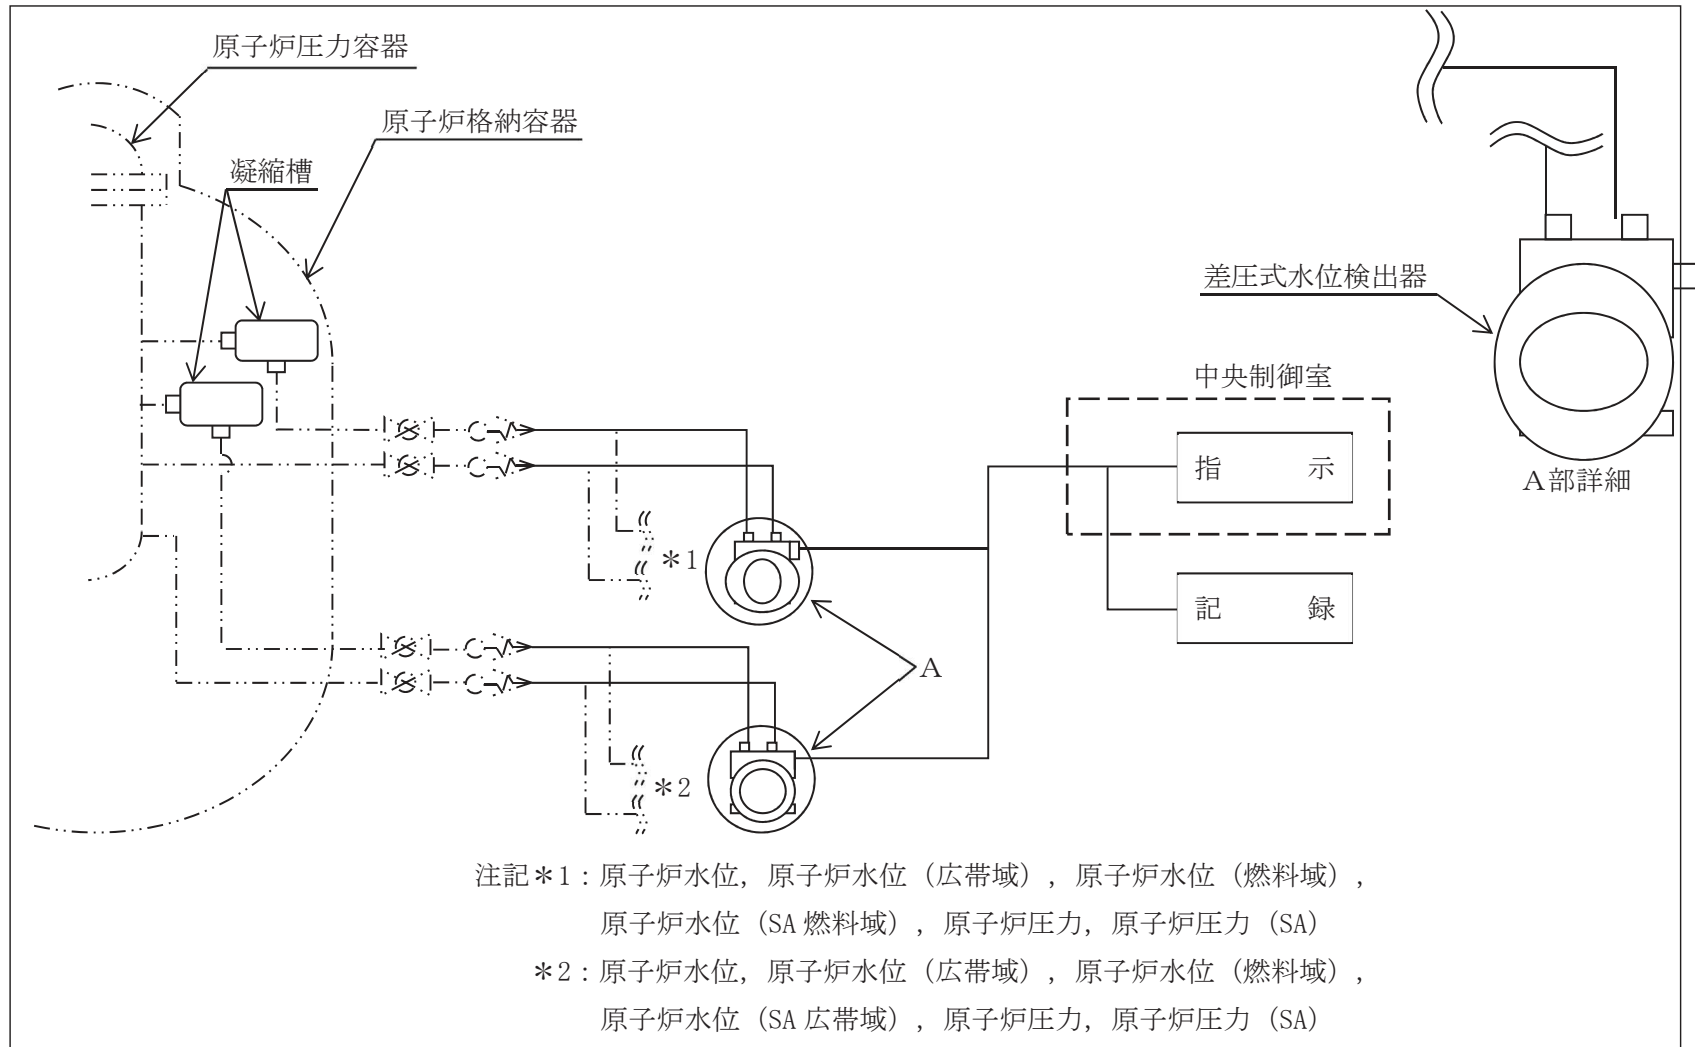 原子炉圧力容器
原子炉格納容器
凝縮槽
差圧式水位検出器
中央制御室
指　示
A部詳細
＊1
記　録
A
＊2
注記＊1：原子炉水位，原子炉水位（広帯域），原子炉水位（燃料域），
原子炉水位（SA 燃料域），原子炉圧力，原子炉圧力（SA）
＊2：原子炉水位，原子炉水位（広帯域），原子炉水位（燃料域），
原子炉水位（SA 広帯域），原子炉圧力，原子炉圧力（SA）